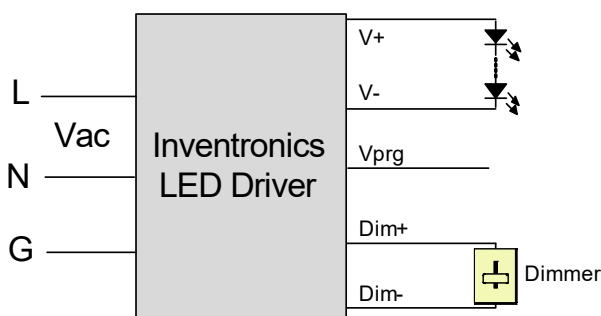 L
Vac
N
G
Inventronics
LED Driver
V+
V-
Vprg
Dim+
Dim-
Dimmer